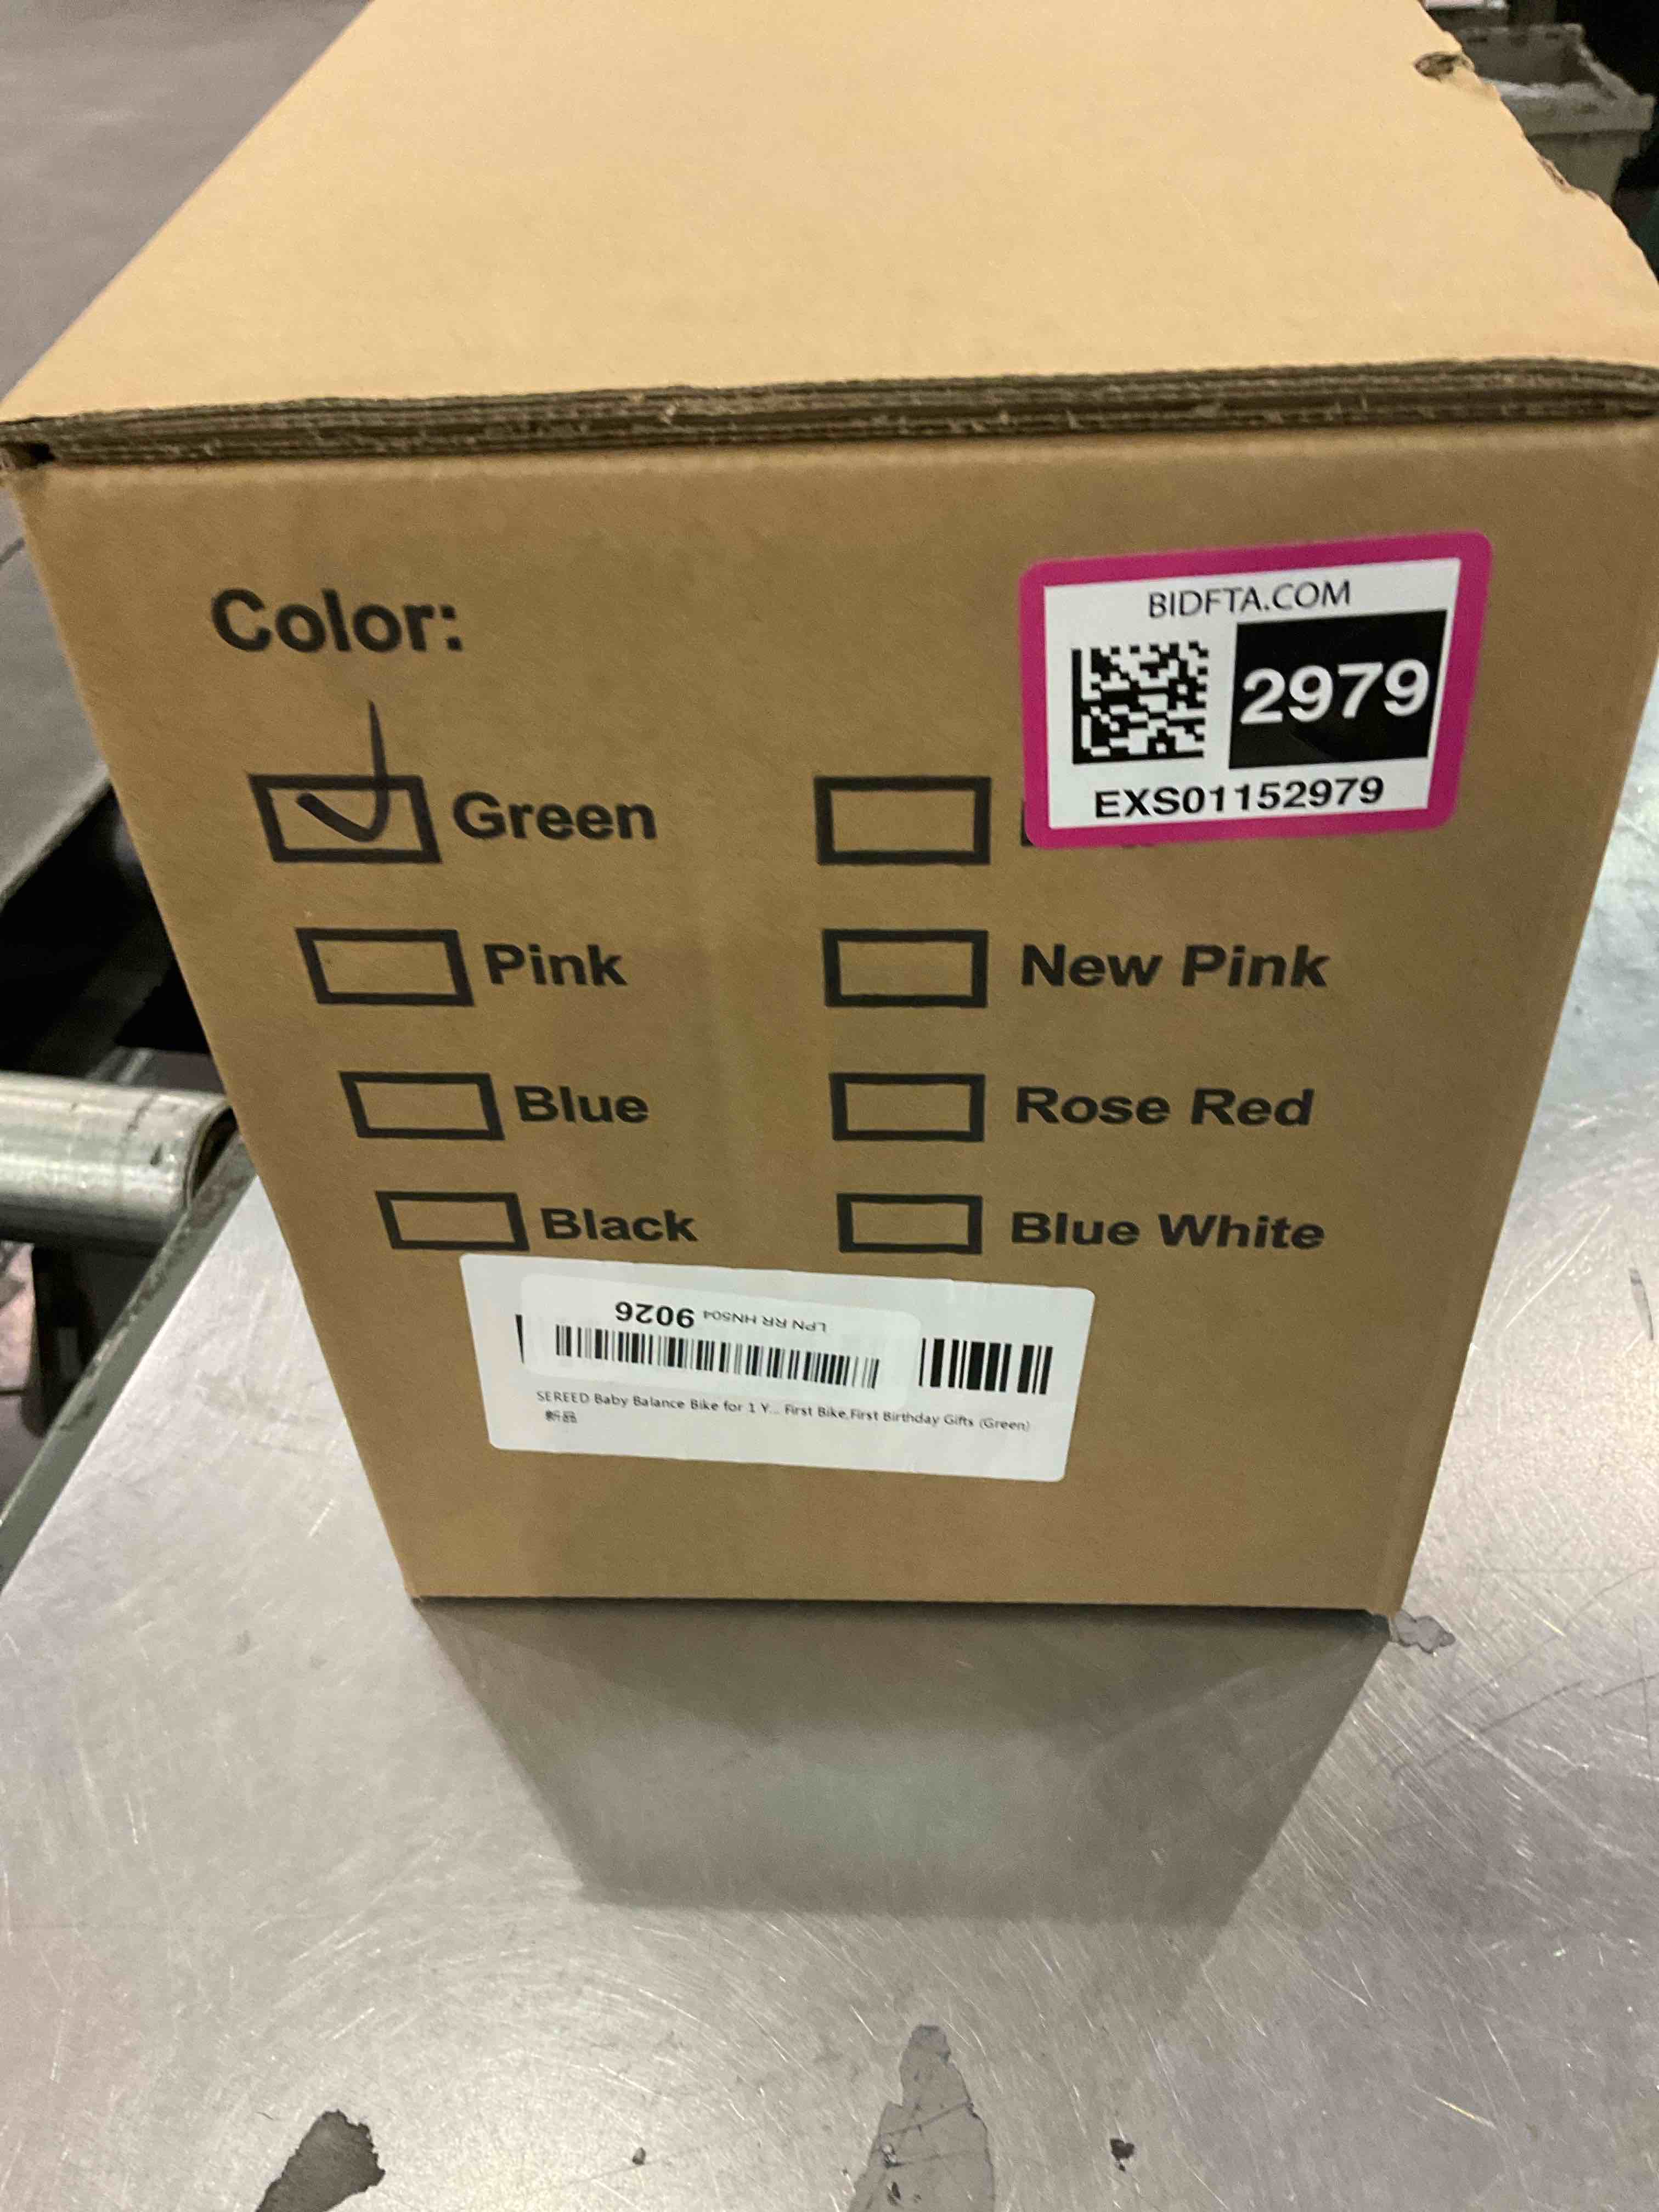 Color:
BIDFTA.COM
2979
EXS01152979
Green
Pink
New Pink
Blue
Rose Red
Black
Blue White
LPN RR HN504 9026
SEREED Baby Balance Bike for 1 Y... First Bike,First Birthday Gifts (Green)
新品